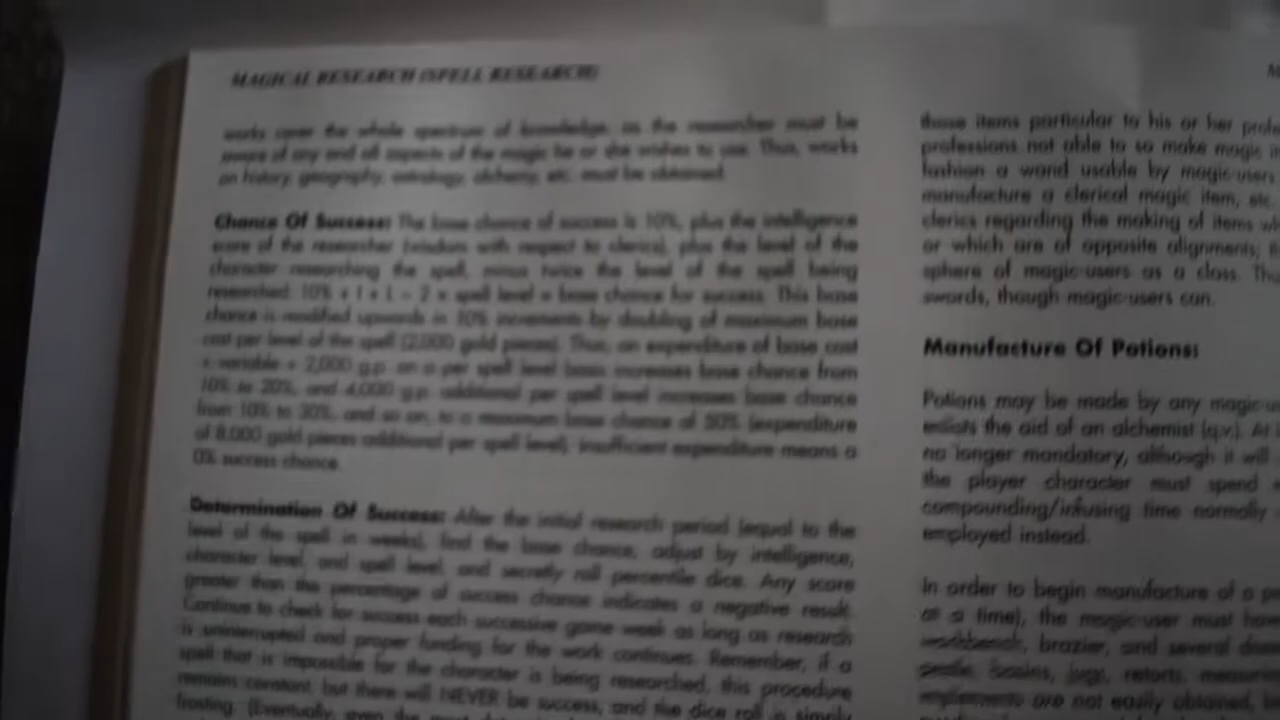 MAGICAL RESEARCH (SPELL RESEARCH)
works cover the whole spectrum of knowledge, as the researcher must be
aware of any and all aspects of the magic he or she wishes to use. Thus, works
on history, geography, astrology, alchemy, etc. must be obtained.
Chance Of Success: The base chance of success is 10%, plus the intelligence
score of the researcher (wisdom with respect to clerics), plus the level of the
character researching the spell, minus twice the level of the spell being
researched: 10% + I + L - 2 × spell level = base chance for success. This base
chance is modified upwards in 10% increments by doubling of maximum base
cost per level of the spell (2,000 gold pieces). Thus, an expenditure of base cost
+ variable + 2,000 g.p. on a per spell level basis increases base chance from
10% to 20%, and 4,000 g.p. additional per spell level increases base chance
from 10% to 30%, and so on, to a maximum base chance of 50% (expenditure
of 8,000 gold pieces additional per spell level). Insufficient expenditure means a
0% success chance.
Determination Of Success: After the initial research period (equal to the
level of the spell in weeks), find the base chance, adjust by intelligence,
character level, and spell level, and secretly roll percentile dice. Any score
greater than the percentage of success chance indicates a negative result.
Continue to check for success each successive game week as long as research
is uninterrupted and proper funding for the work continues. Remember, if a
spell that is impossible for the character is being researched, this procedure
remains constant, but there will NEVER be success, and the dice roll is simply
frosting. (Eventually, even the most
those items particular to his or her
professions not able to so make magic
fashion a wand usable by magic-users,
manufacture a clerical magic item, etc.
clerics regarding the making of items
or which are of opposite alignments;
sphere of magic-users as a class.
swords, though magic-users can.
Manufacture Of Potions:
Potions may be made by any
enlists the aid of an alchemist (q.v.). At
no longer mandatory, although it will
the player character must spend
compounding/infusing time normally
employed instead.
In order to begin manufacture of a
at a time), the magic-user must
workbench, brazier, and several
basins, jugs, retorts,
implements are not easily obtained,